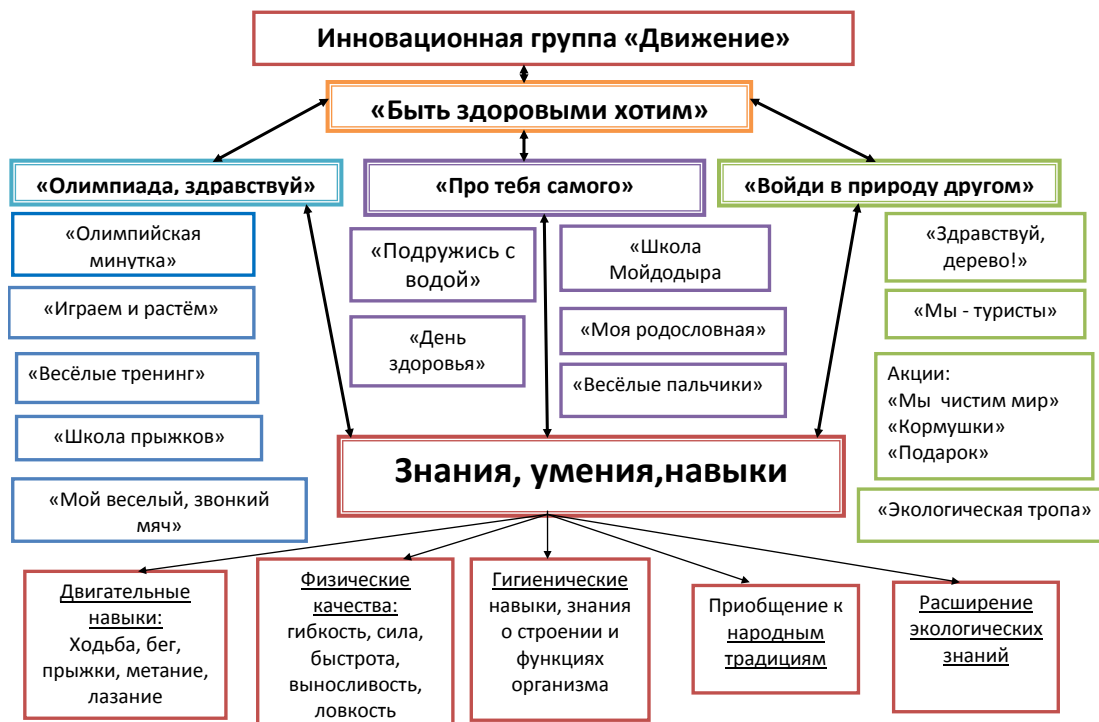 Инновационная группа «Движение»
«Быть здоровыми хотим»
«Олимпиада, здравствуй»
«Про тебя самого»
«Войди в природу другом»
«Олимпийская
минутка»
«Играем и растём»
«Весёлые тренинг»
«Школа прыжков»
«Мой веселый, звонкий
мяч»
«Подружись с
водой»
«День
здоровья»
«Школа
Мойдодыра
«Моя родословная»
«Весёлые пальчики»
«Здравствуй,
дерево!»
«Мы - туристы»
Акции:
«Мы чистим мир»
«Кормушки»
«Подарок»
«Экологическая тропа»
Знания, умения,навыки
Двигательные
навыки:
Ходьба, бег,
прыжки, метание,
лазание
Физические
качества:
гибкость, сила,
быстрота,
выносливость,
ловкость
Гигиенические
навыки, знания
о строении и
функциях
организма
Приобщение к
народным
традициям
Расширение
экологических
знаний